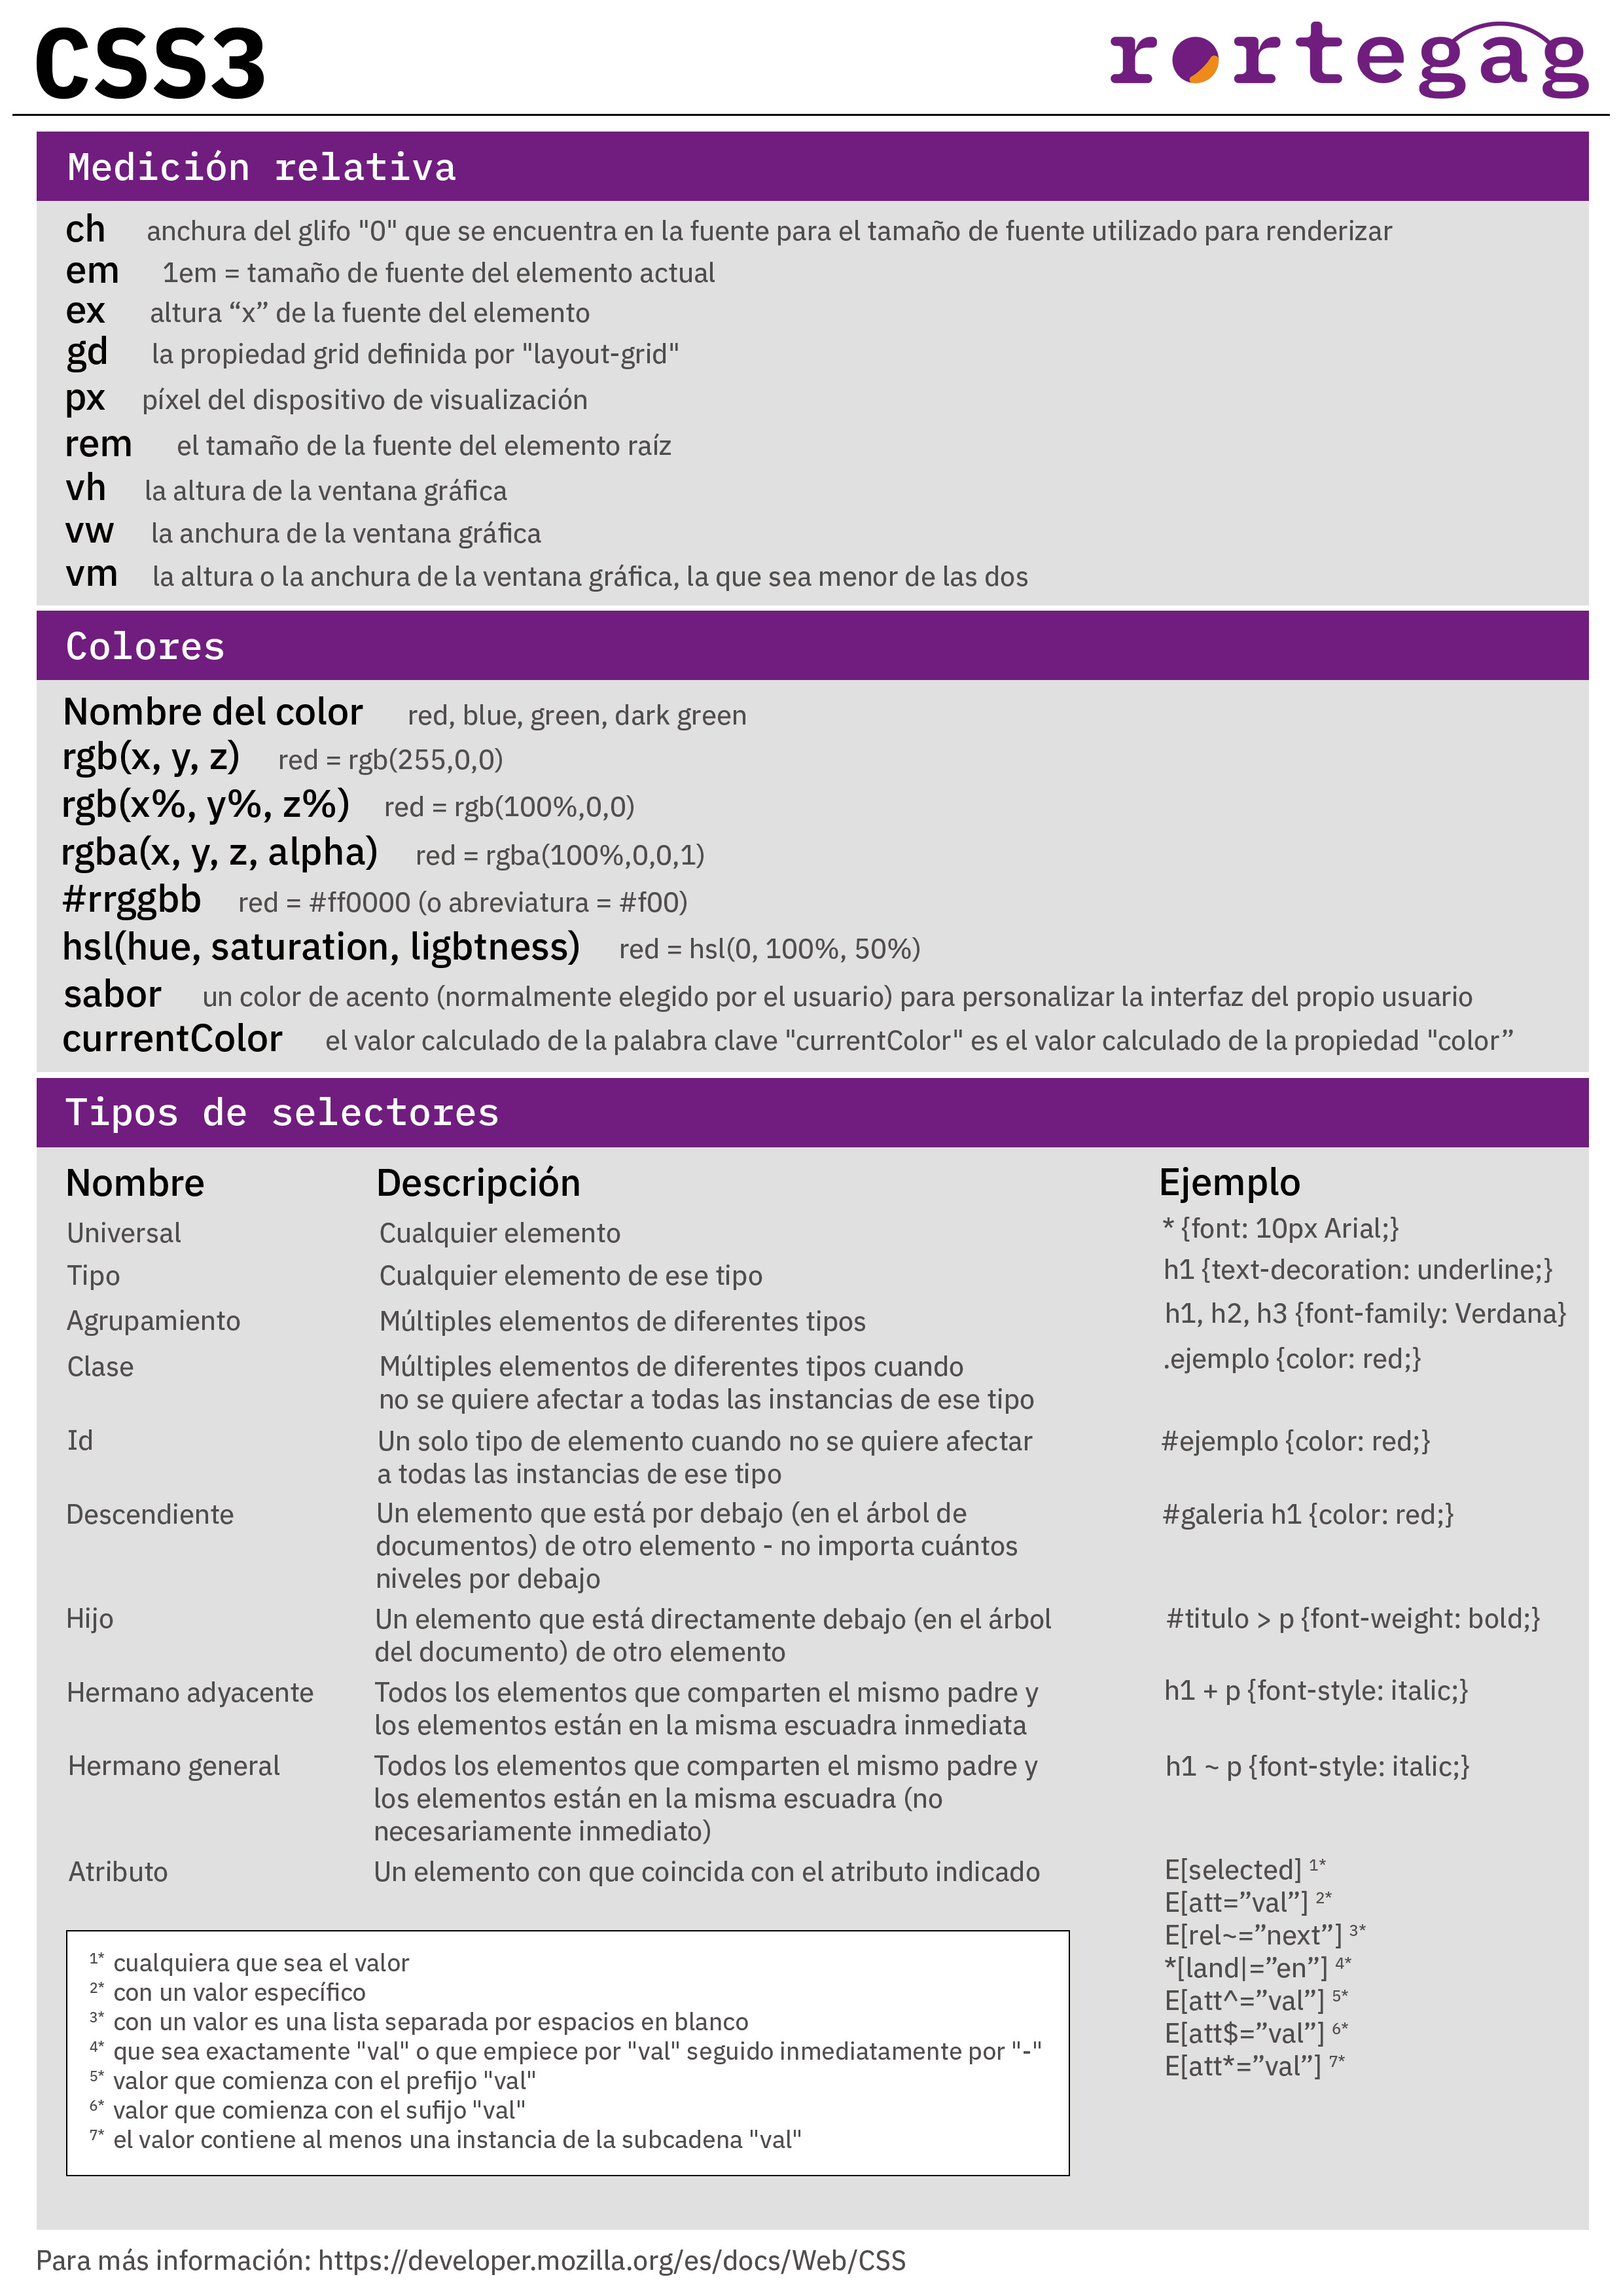 CSS3
rortegag
Medición relativa
ch anchura del glifo "0" que se encuentra en la fuente para el tamaño de fuente utilizado para renderizar
em 1em = tamaño de fuente del elemento actual
ex altura “x” de la fuente del elemento
gd la propiedad grid definida por "layout-grid"
px píxel del dispositivo de visualización
rem el tamaño de la fuente del elemento raíz
vh la altura de la ventana gráfica
vw la anchura de la ventana gráfica
vm la altura o la anchura de la ventana gráfica, la que sea menor de las dos
Colores
Nombre del color red, blue, green, dark green
rgb(x, y, z) red = rgb(255,0,0)
rgb(x%, y%, z%) red = rgb(100%,0,0)
rgba(x, y, z, alpha) red = rgba(100%,0,0,1)
#rrggbb red = #ff0000 (o abreviatura = #f00)
hsl(hue, saturation, ligbtness) red = hsl(0, 100%, 50%)
sabor un color de acento (normalmente elegido por el usuario) para personalizar la interfaz del propio usuario
currentColor el valor calculado de la palabra clave "currentColor" es el valor calculado de la propiedad "color”
Tipos de selectores
Nombre Descripción Ejemplo
Universal Cualquier elemento * {font: 10px Arial;}
Tipo Cualquier elemento de ese tipo h1 {text-decoration: underline;}
Agrupamiento Múltiples elementos de diferentes tipos h1, h2, h3 {font-family: Verdana}
Clase Múltiples elementos de diferentes tipos cuando .ejemplo {color: red;}
no se quiere afectar a todas las instancias de ese tipo
Id Un solo tipo de elemento cuando no se quiere afectar #ejemplo {color: red;}
a todas las instancias de ese tipo
Descendiente Un elemento que está por debajo (en el árbol de #galeria h1 {color: red;}
documentos) de otro elemento - no importa cuántos
niveles por debajo
Hijo Un elemento que está directamente debajo (en el árbol #titulo > p {font-weight: bold;}
del documento) de otro elemento
Hermano adyacente Todos los elementos que comparten el mismo padre y h1 + p {font-style: italic;}
los elementos están en la misma escuadra inmediata
Hermano general Todos los elementos que comparten el mismo padre y h1 ~ p {font-style: italic;}
los elementos están en la misma escuadra (no
necesariamente inmediato)
Atributo Un elemento con que coincida con el atributo indicado E[selected] 1*
E[att=”val”] 2*
E[rel~=”next”] 3*
*[land|=”en”] 4*
E[att^=”val”] 5*
E[att$=”val”] 6*
E[att*=”val”] 7*
1* cualquiera que sea el valor
2* con un valor específico
3* con un valor es una lista separada por espacios en blanco
4* que sea exactamente "val" o que empiece por "val" seguido inmediatamente por "-"
5* valor que comienza con el prefijo "val"
6* valor que comienza con el sufijo "val"
7* el valor contiene al menos una instancia de la subcadena "val"
Para más información: https://developer.mozilla.org/es/docs/Web/CSS